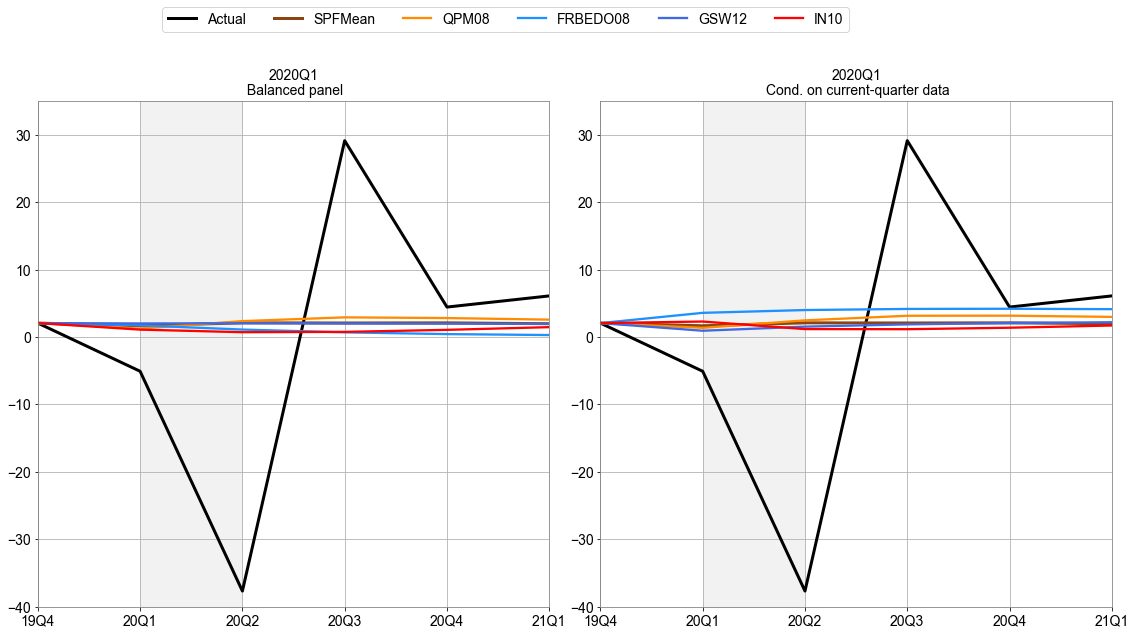 Actual SPFMean QPM08 FRBEDO08 GSW12 IN10
2020Q1
Balanced panel
30
20
10
0
−10
−20
−30
−40
19Q4 20Q1 20Q2 20Q3 20Q4 21Q1
2020Q1
Cond. on current-quarter data
30
20
10
0
−10
−20
−30
−40
19Q4 20Q1 20Q2 20Q3 20Q4 21Q1